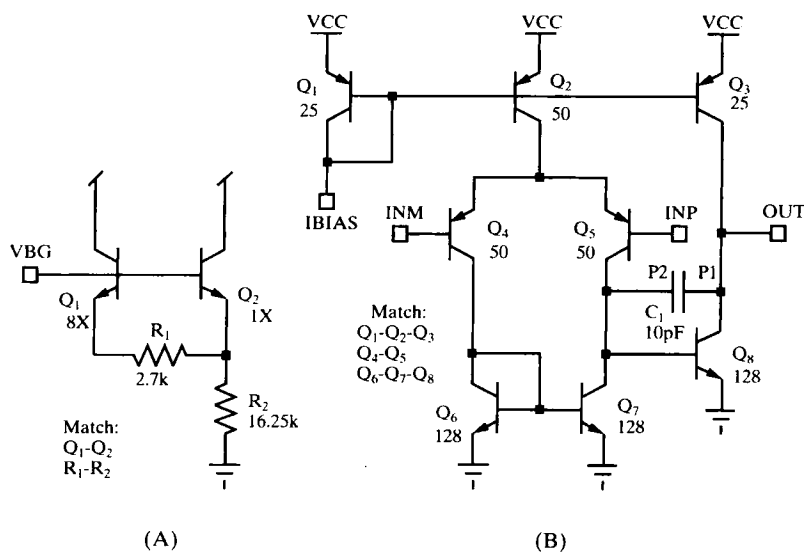 VCC
VCC
VCC
Q1
25
Q2
50
Q3
25
IBIAS
INM
Q4
50
Q5
50
INP
OUT
P2
P1
C1
10pF
Match:
Q1-Q2-Q3
Q4-Q5
Q6-Q7-Q8
Q6
128
Q7
128
Q8
128
(B)
VBG
Q1
8X
Q2
1X
R1
2.7k
R2
16.25k
Match:
Q1-Q2
R1-R2
(A)